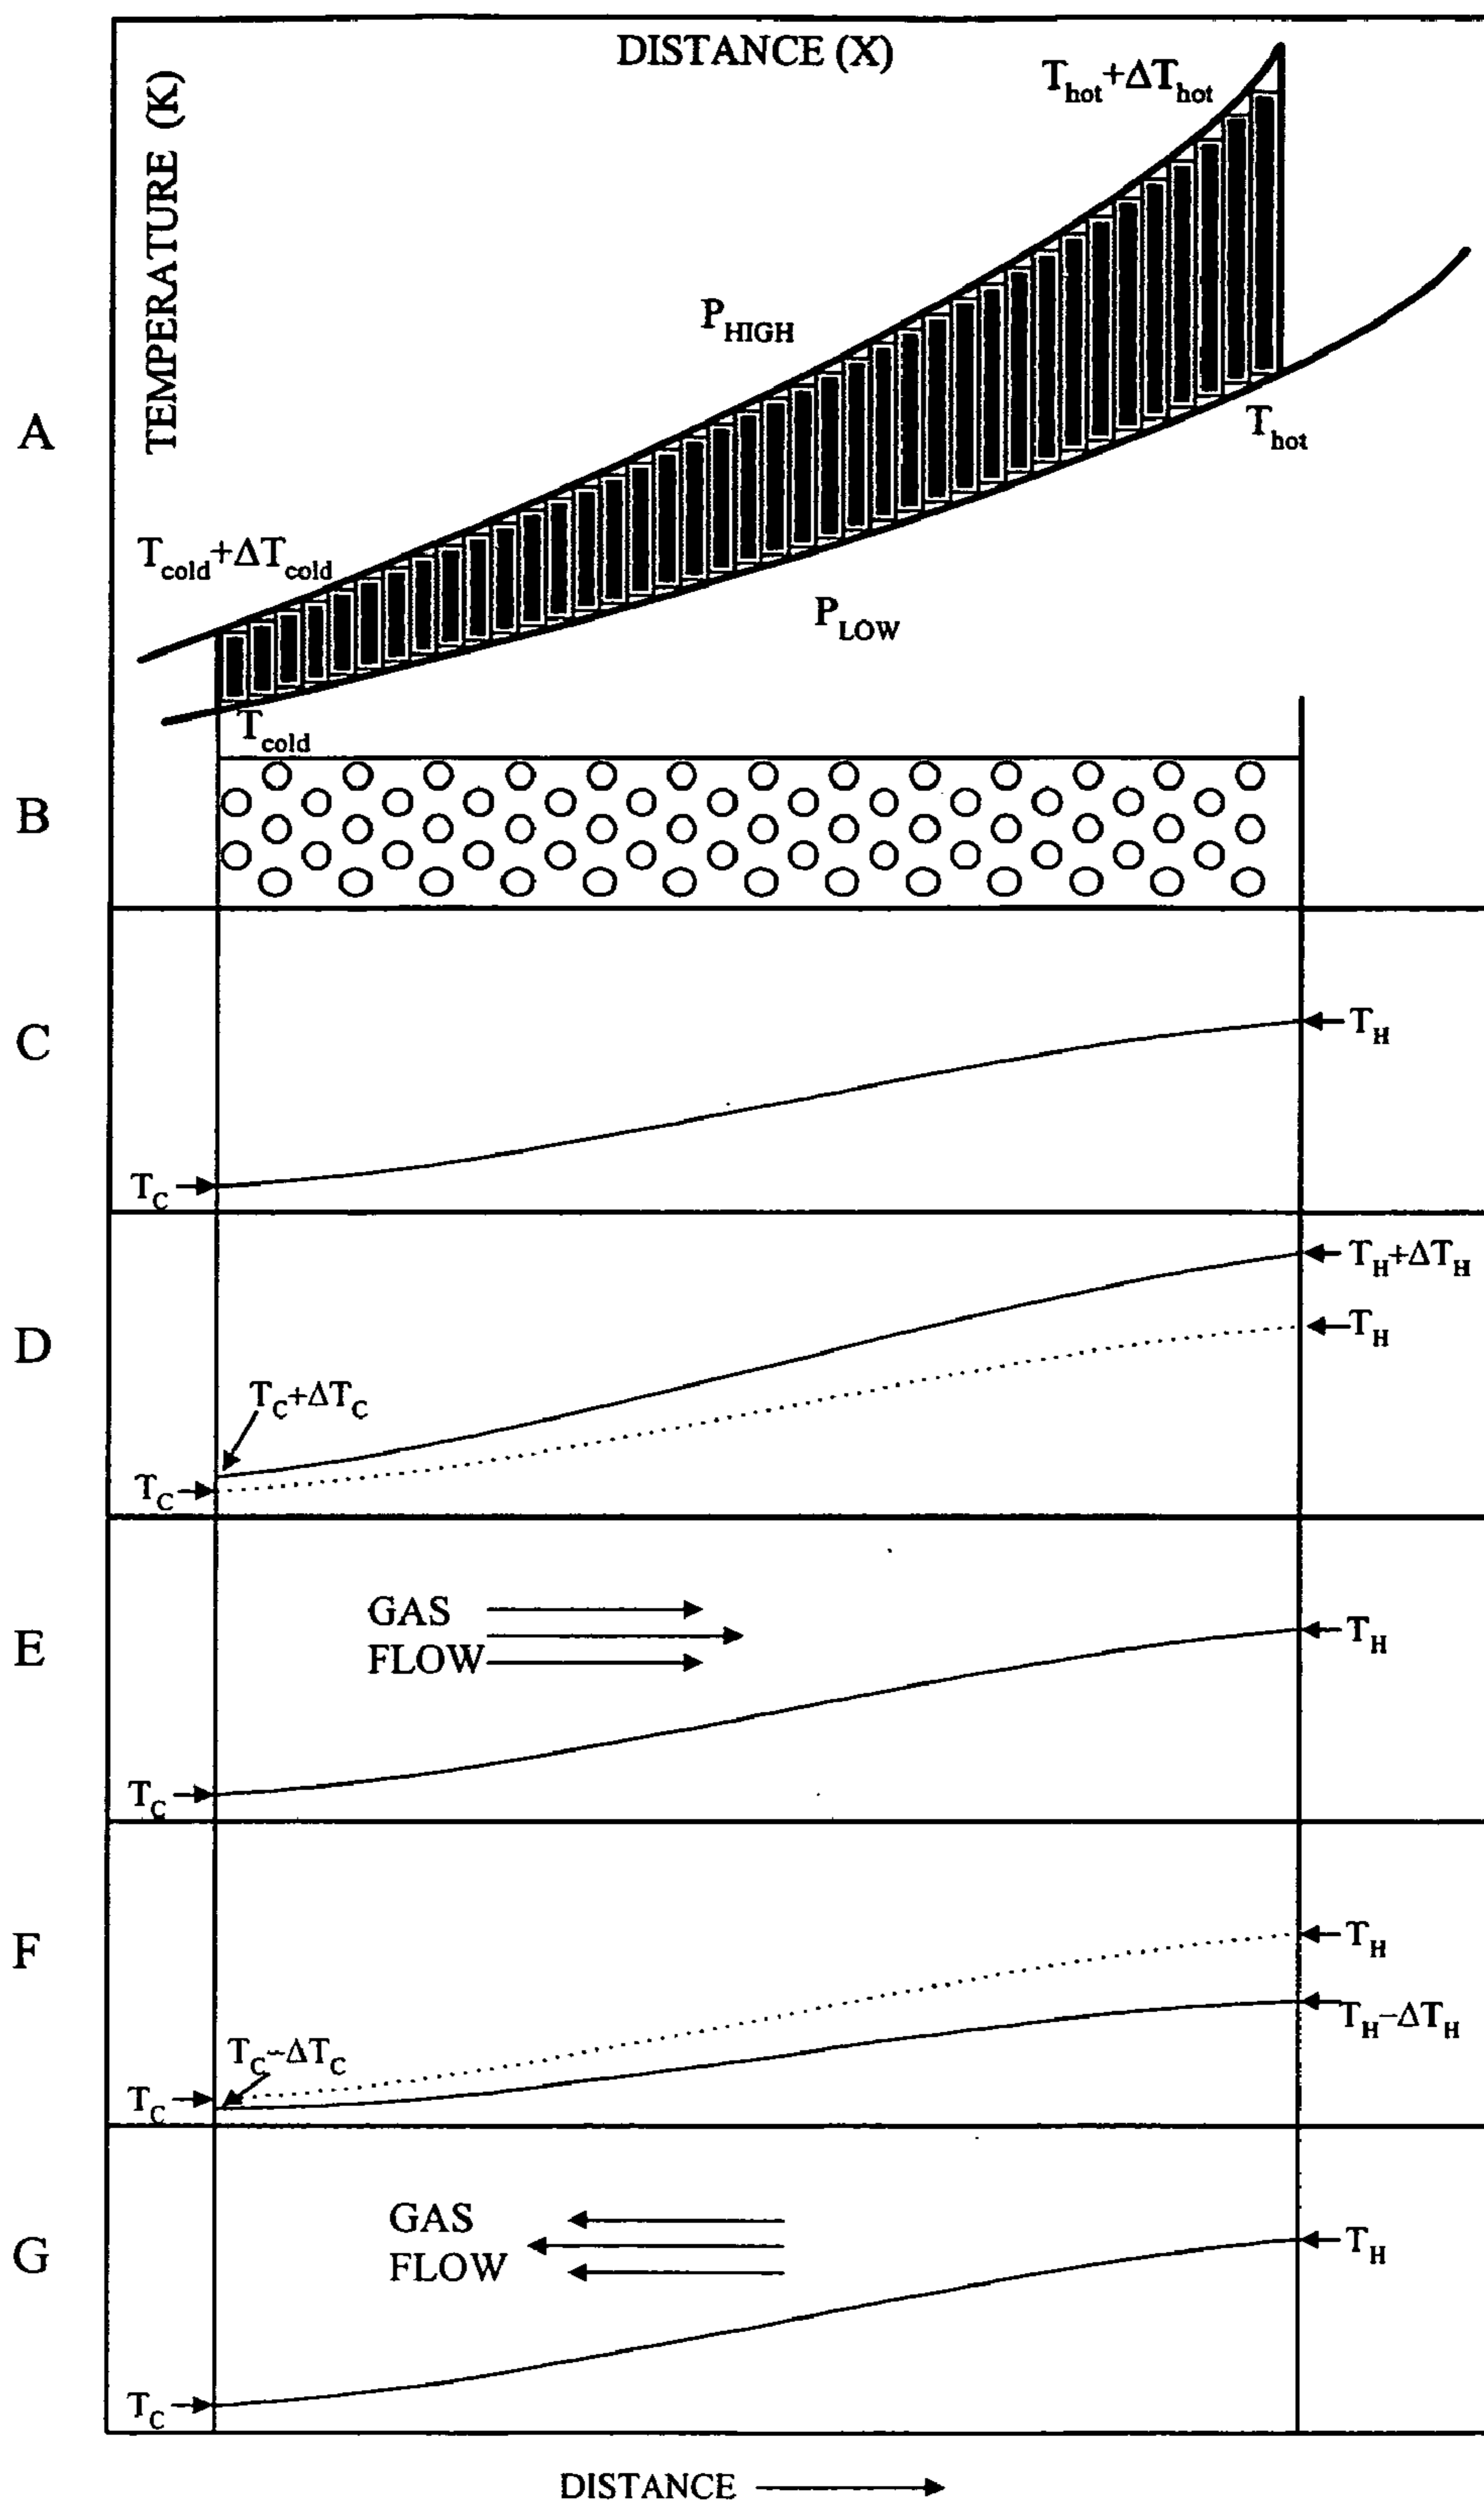 DISTANCE (X)
TEMPERATURE (K)
T_hot+ΔT_hot
P_HIGH
A
T_hot
T_cold+ΔT_cold
P_LOW
T_cold
B
C
T_H
T_C
T_H+ΔT_H
D
T_H
T_C+ΔT_C
T_C
GAS
FLOW
E
T_H
T_C
F
T_H
T_H-ΔT_H
T_C-ΔT_C
T_C
GAS
FLOW
G
T_H
T_C
DISTANCE